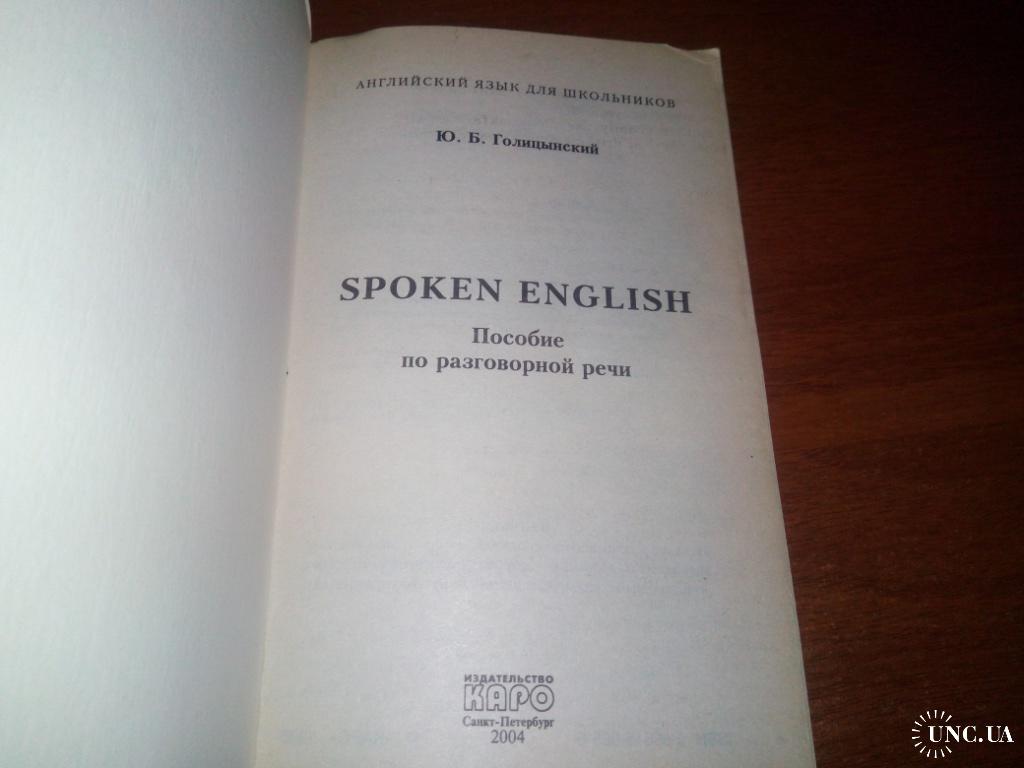 АНГЛИЙСКИЙ ЯЗЫК ДЛЯ ШКОЛЬНИКОВ
Ю. Б. Голицынский
SPOKEN ENGLISH
Пособие
по разговорной речи
ИЗДАТЕЛЬСТВО
КАРО
Санкт-Петербург
2004
UNC.UA